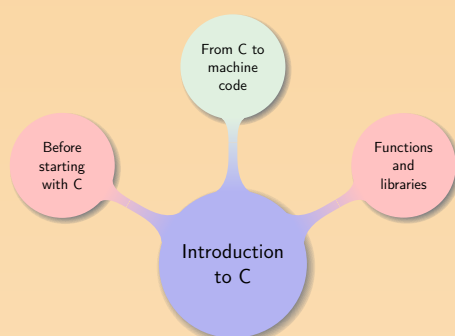 From C to
machine
code
Before
starting
with C
Functions
and
libraries
Introduction
to C